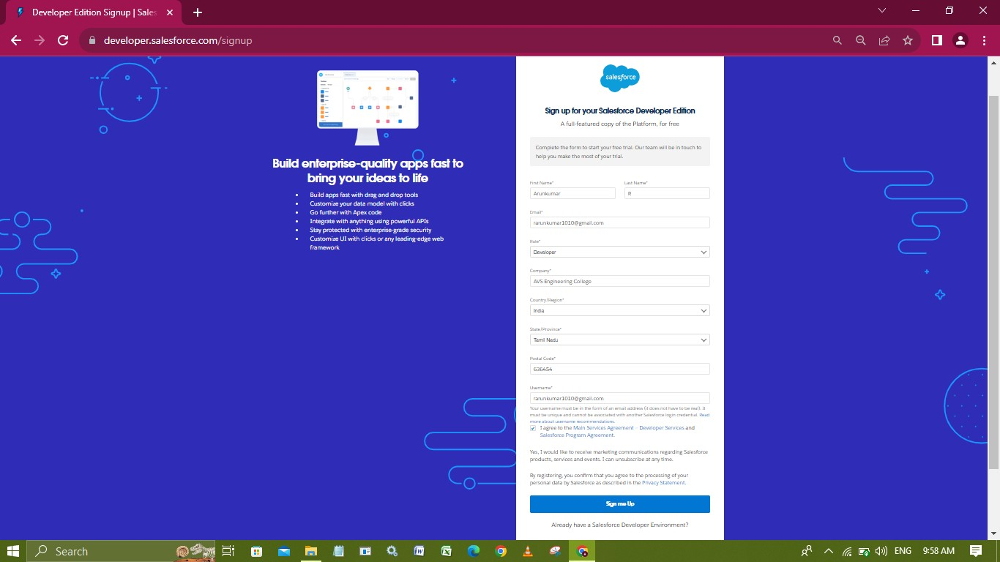 Developer Edition Signup | Sales
developer.salesforce.com/signup
salesforce
Sign up for your Salesforce Developer Edition
A full-featured copy of the Platform, for free
Complete the form to start your free trial. Our team will be in touch to
help you make the most of your trial.
Build enterprise-quality apps fast to
bring your ideas to life
• Build apps fast with drag and drop tools
• Customize your data model with clicks
• Go further with Apex code
• Integrate with anything using powerful APIs
• Stay protected with enterprise-grade security
• Customize UI with clicks or any leading-edge web
framework
First Name* Last Name*
Arunkumar R
Email*
rarunkumar1010@gmail.com
Role*
Developer
Company*
AVS Engineering College
Country/Region*
India
State/Province*
Tamil Nadu
Postal Code*
636454
Username*
rarunkumar1010@gmail.com
Your username must be in the form of an email address (it does not have to be real). It
must be unique and cannot be associated with another Salesforce login credential. Read
more about username recommendations.
I agree to the Main Services Agreement - Developer Services and
Salesforce Program Agreement.
Yes, I would like to receive marketing communications regarding Salesforce
products, services and events. I can unsubscribe at any time.
By registering, you confirm that you agree to the processing of your
personal data by Salesforce as described in the Privacy Statement.
Sign me Up
Already have a Salesforce Developer Environment?
Search
ENG
9:58 AM